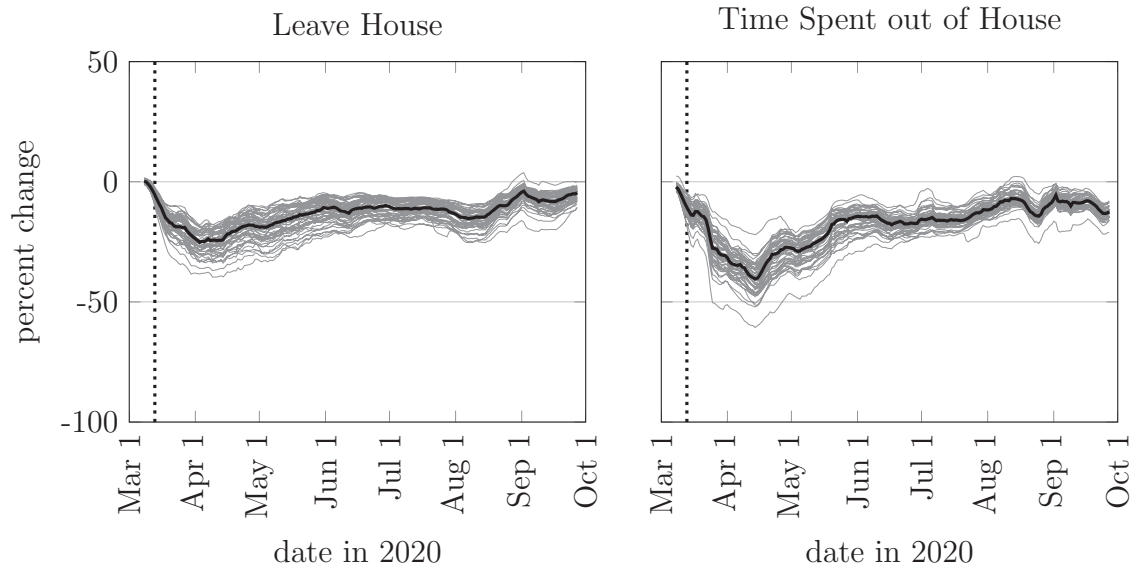 Leave House
percent change
50
0
-50
-100
Mar 1
Apr 1
May 1
Jun 1
Jul 1
Aug 1
Sep 1
Oct 1
date in 2020
Time Spent out of House
Mar 1
Apr 1
May 1
Jun 1
Jul 1
Aug 1
Sep 1
Oct 1
date in 2020